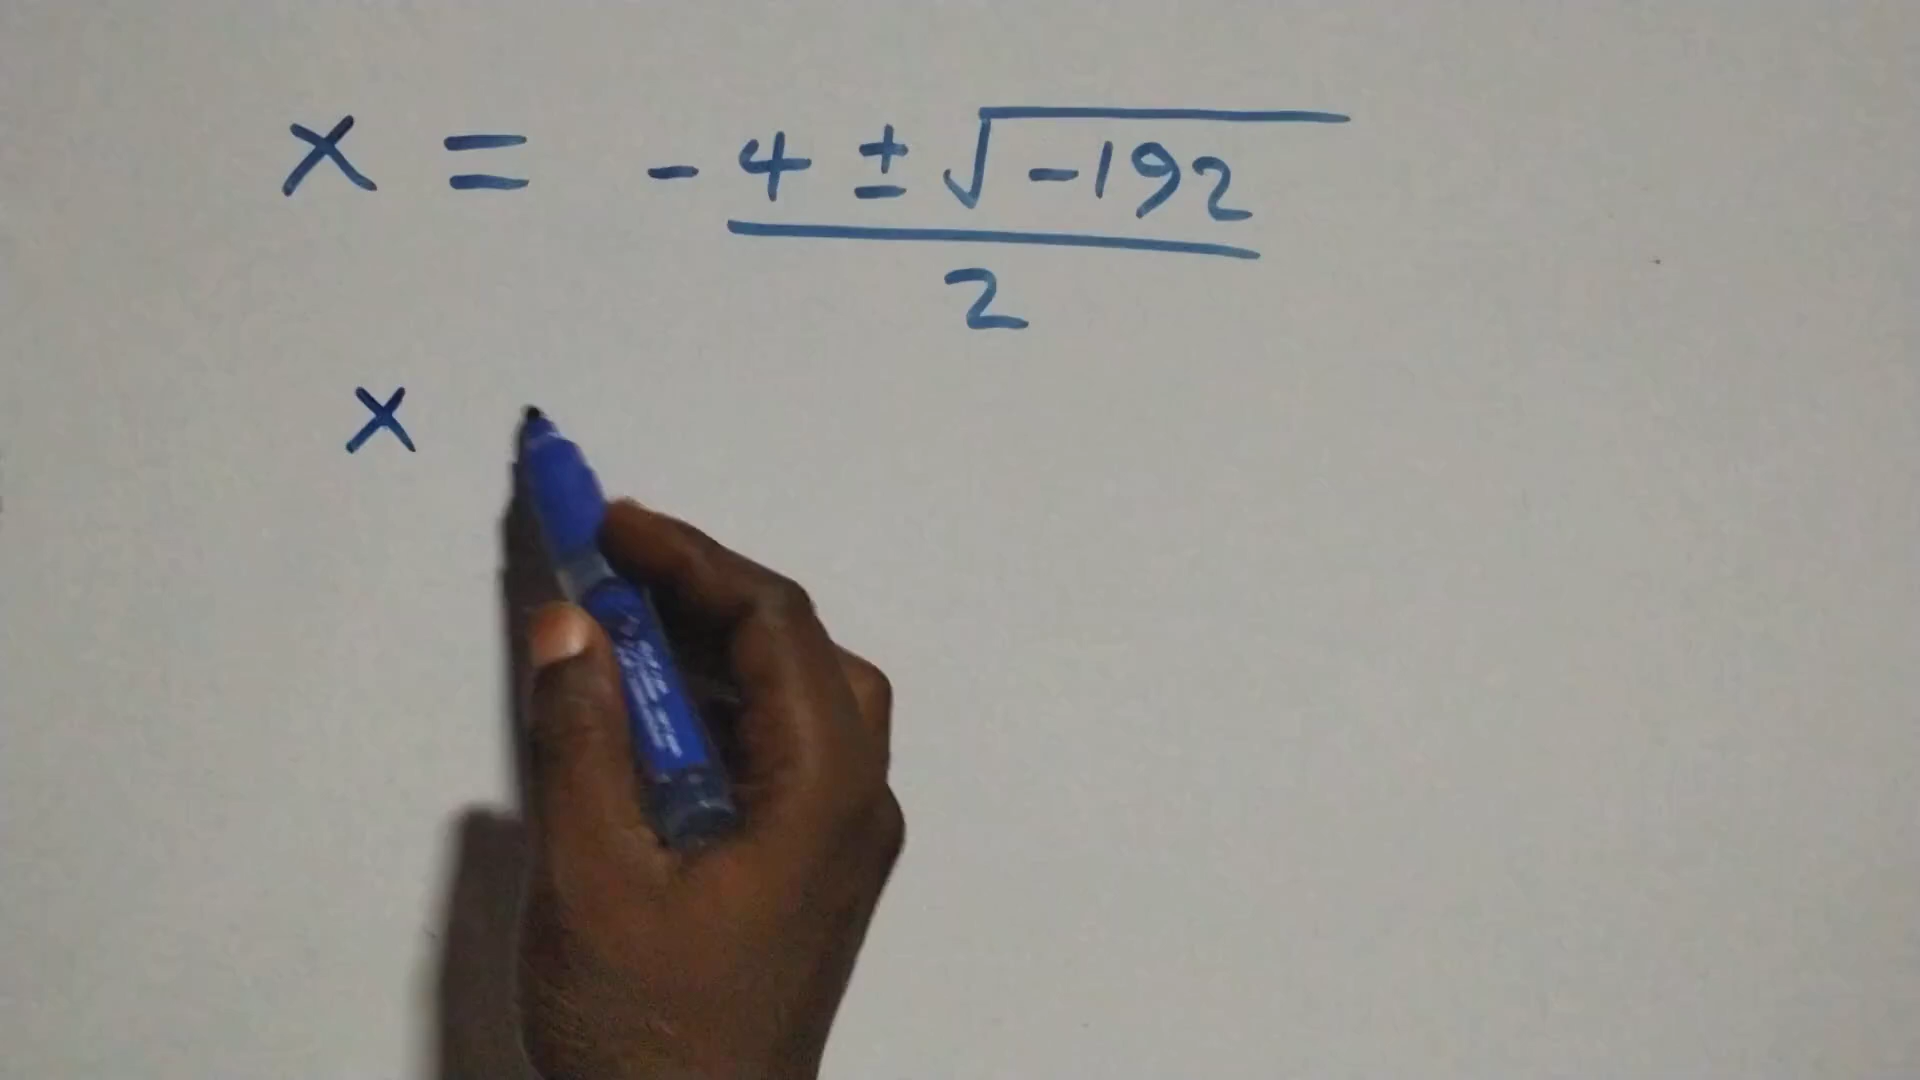 x = -4 ± √-192
2
x